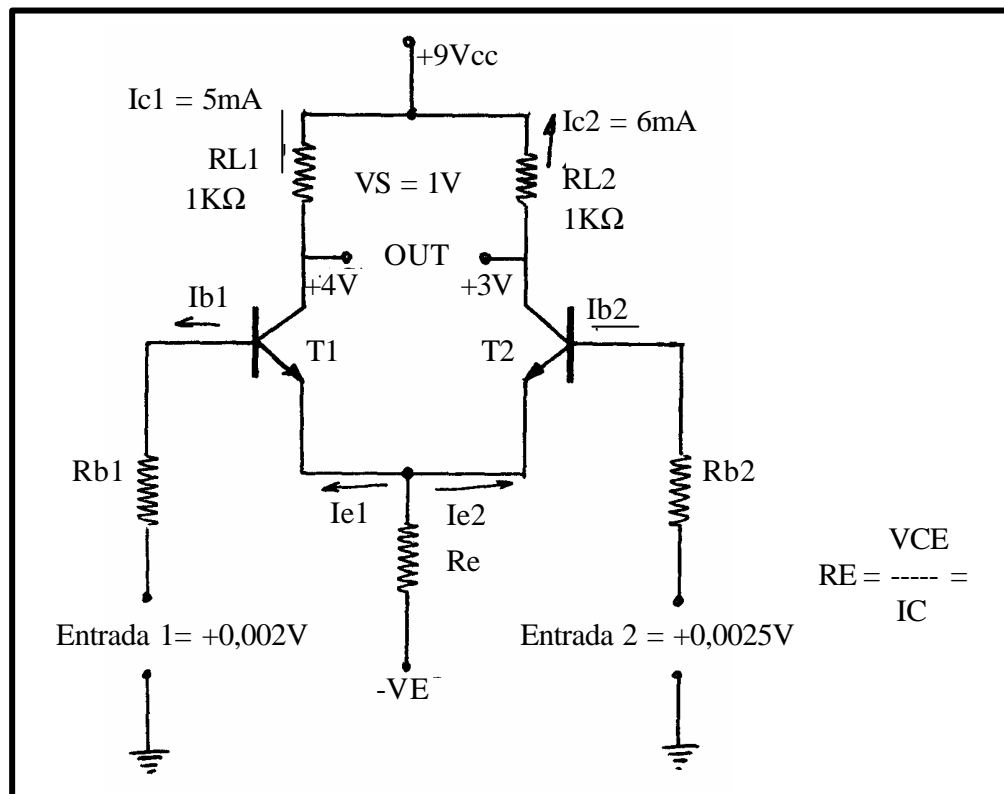 +9Vcc
Ic1 = 5mA
Ic2 = 6mA
RL1
1KΩ
VS = 1V
RL2
1KΩ
OUT
+4V
+3V
Ib1
Ib2
T1
T2
Rb1
Rb2
Ie1
Ie2
Re
VCE
RE = ----- =
IC
Entrada 1= +0,002V
Entrada 2 = +0,0025V
-VE